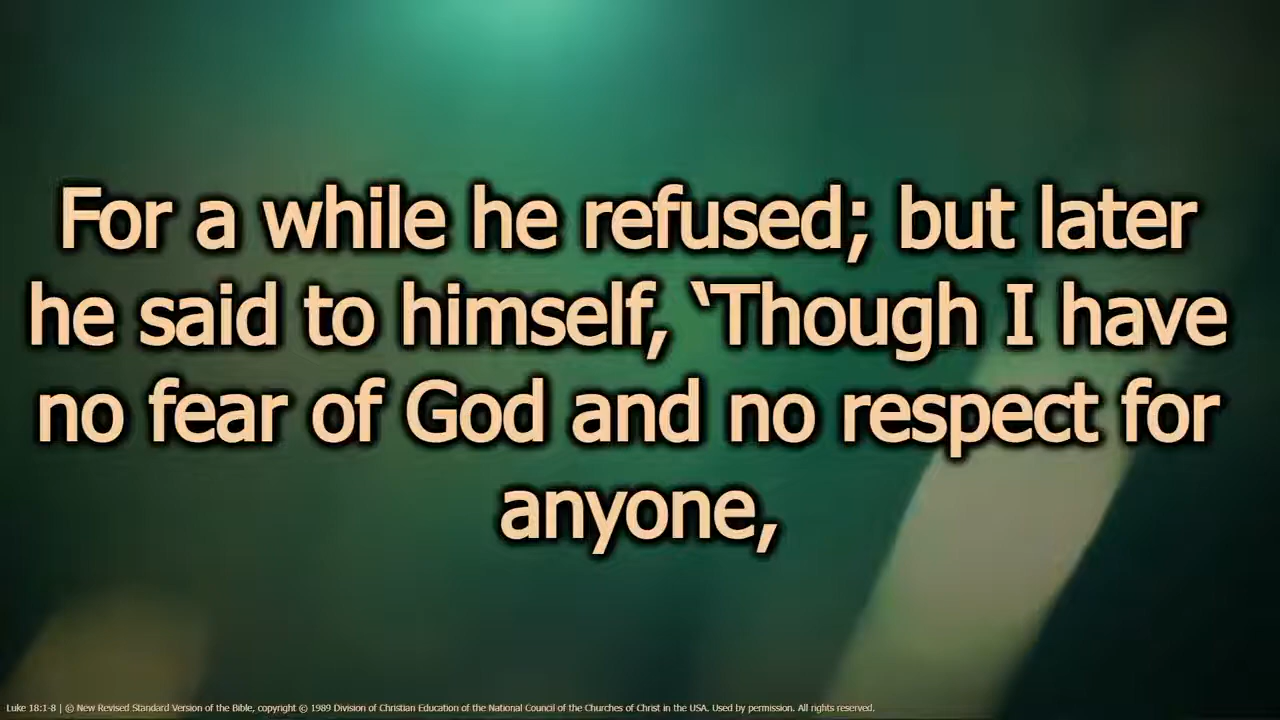 For a while he refused; but later
he said to himself, ‘Though I have
no fear of God and no respect for
anyone,
Luke 18:1-8 | © New Revised Standard Version of the Bible, copyright © 1989 Division of Christian Education of the National Council of the Churches of Christ in the USA. Used by permission. All rights reserved.